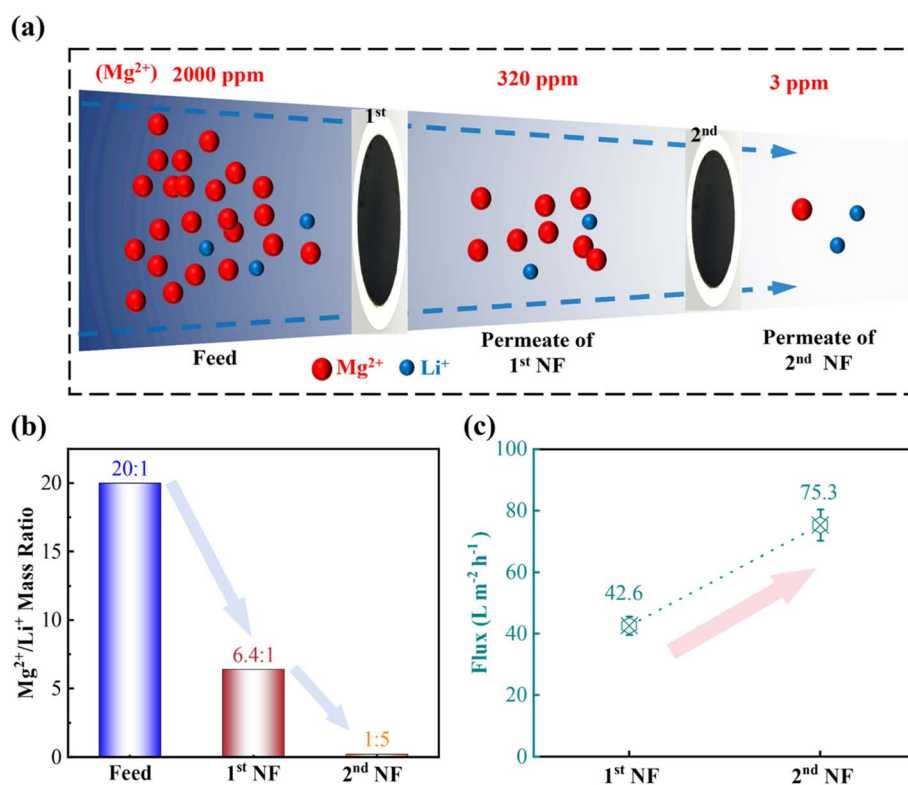 (a)
(Mg²⁺) 2000 ppm 320 ppm 3 ppm
1ˢᵗ
2ⁿᵈ
Feed
Permeate of
1ˢᵗ NF
Permeate of
2ⁿᵈ NF
Mg²⁺ Li⁺
(b)
Mg²⁺/Li⁺ Mass Ratio
20
15
10
5
0
20:1
6.4:1
1:5
Feed 1ˢᵗ NF 2ⁿᵈ NF
(c)
Flux (L m⁻² h⁻¹)
100
80
60
40
20
0
42.6
75.3
1ˢᵗ NF 2ⁿᵈ NF